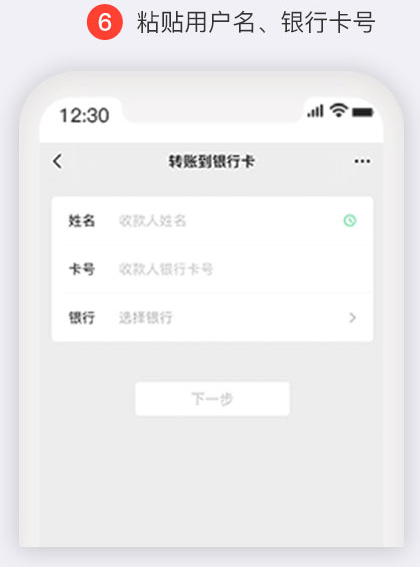 6 粘贴用户名、银行卡号
12:30
转账到银行卡
姓名 收款人姓名
卡号 收款人银行卡号
银行 选择银行
下一步